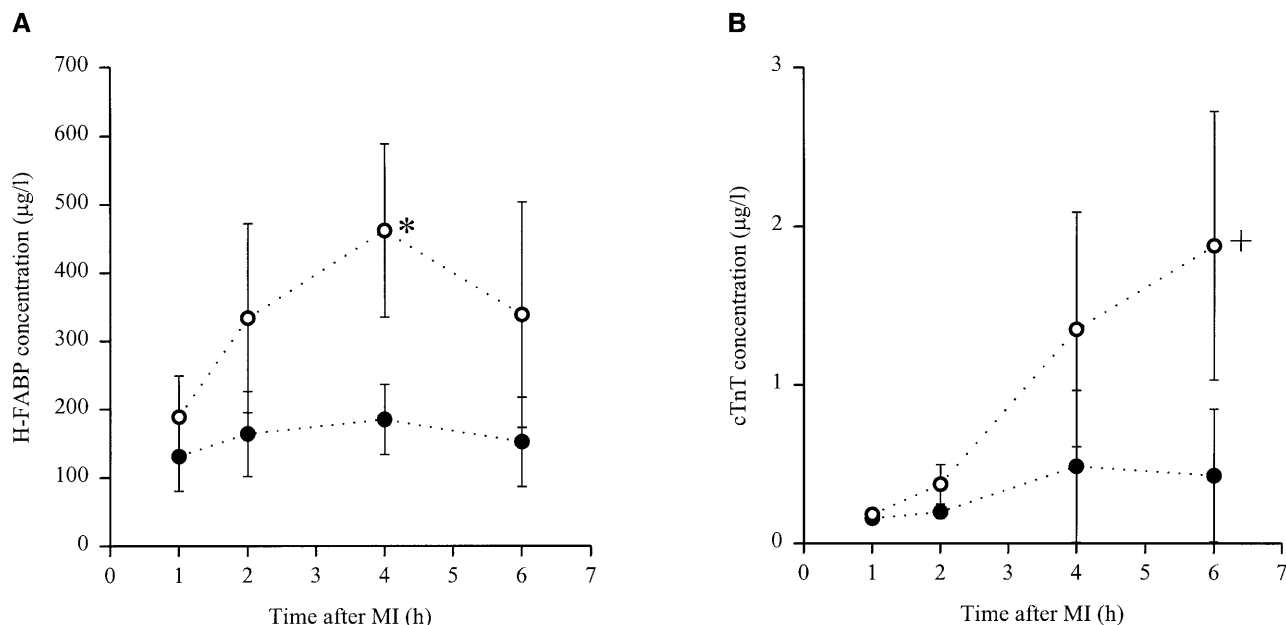 A
H-FABP concentration (µg/l)
700
600
500
400
300
200
100
0
*
0 1 2 3 4 5 6 7
Time after MI (h)
B
cTnT concentration (µg/l)
3
2
1
0
+
0 1 2 3 4 5 6 7
Time after MI (h)